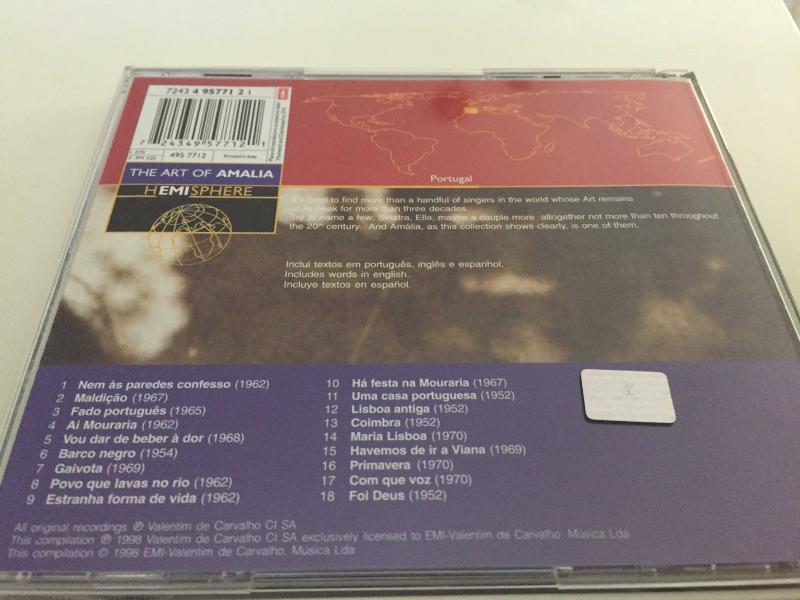 7243 4 95771 2 1
7 24349 57712 1
495 7712
Printed in Italy
THE ART OF AMALIA
HEMISPHERE
Portugal
hard to find more than a handful of singers in the world whose Art remains
at its peak for more than three decades.
Try to name a few; Sinatra, Ella, maybe a couple more altogether not more than ten throughout
the 20th century. And Amália, as this collection shows clearly, is one of them.
Inclui textos em português, inglês e espanhol.
Includes words in english.
Incluye textos en español.
1 Nem às paredes confesso (1962)
2 Maldição (1967)
3 Fado português (1965)
4 Ai Mouraria (1962)
5 Vou dar de beber à dor (1968)
6 Barco negro (1954)
7 Gaivota (1969)
8 Povo que lavas no rio (1962)
9 Estranha forma de vida (1962)
10 Há festa na Mouraria (1967)
11 Uma casa portuguesa (1952)
12 Lisboa antiga (1952)
13 Coimbra (1952)
14 Maria Lisboa (1970)
15 Havemos de ir a Viana (1969)
16 Primavera (1970)
17 Com que voz (1970)
18 Foi Deus (1952)
All original recordings ℗ Valentim de Carvalho CI SA
This compilation ℗ 1998 Valentim de Carvalho CI SA exclusively licensed to EMI-Valentim de Carvalho, Música Lda
This compilation © 1998 EMI-Valentim de Carvalho, Música Lda